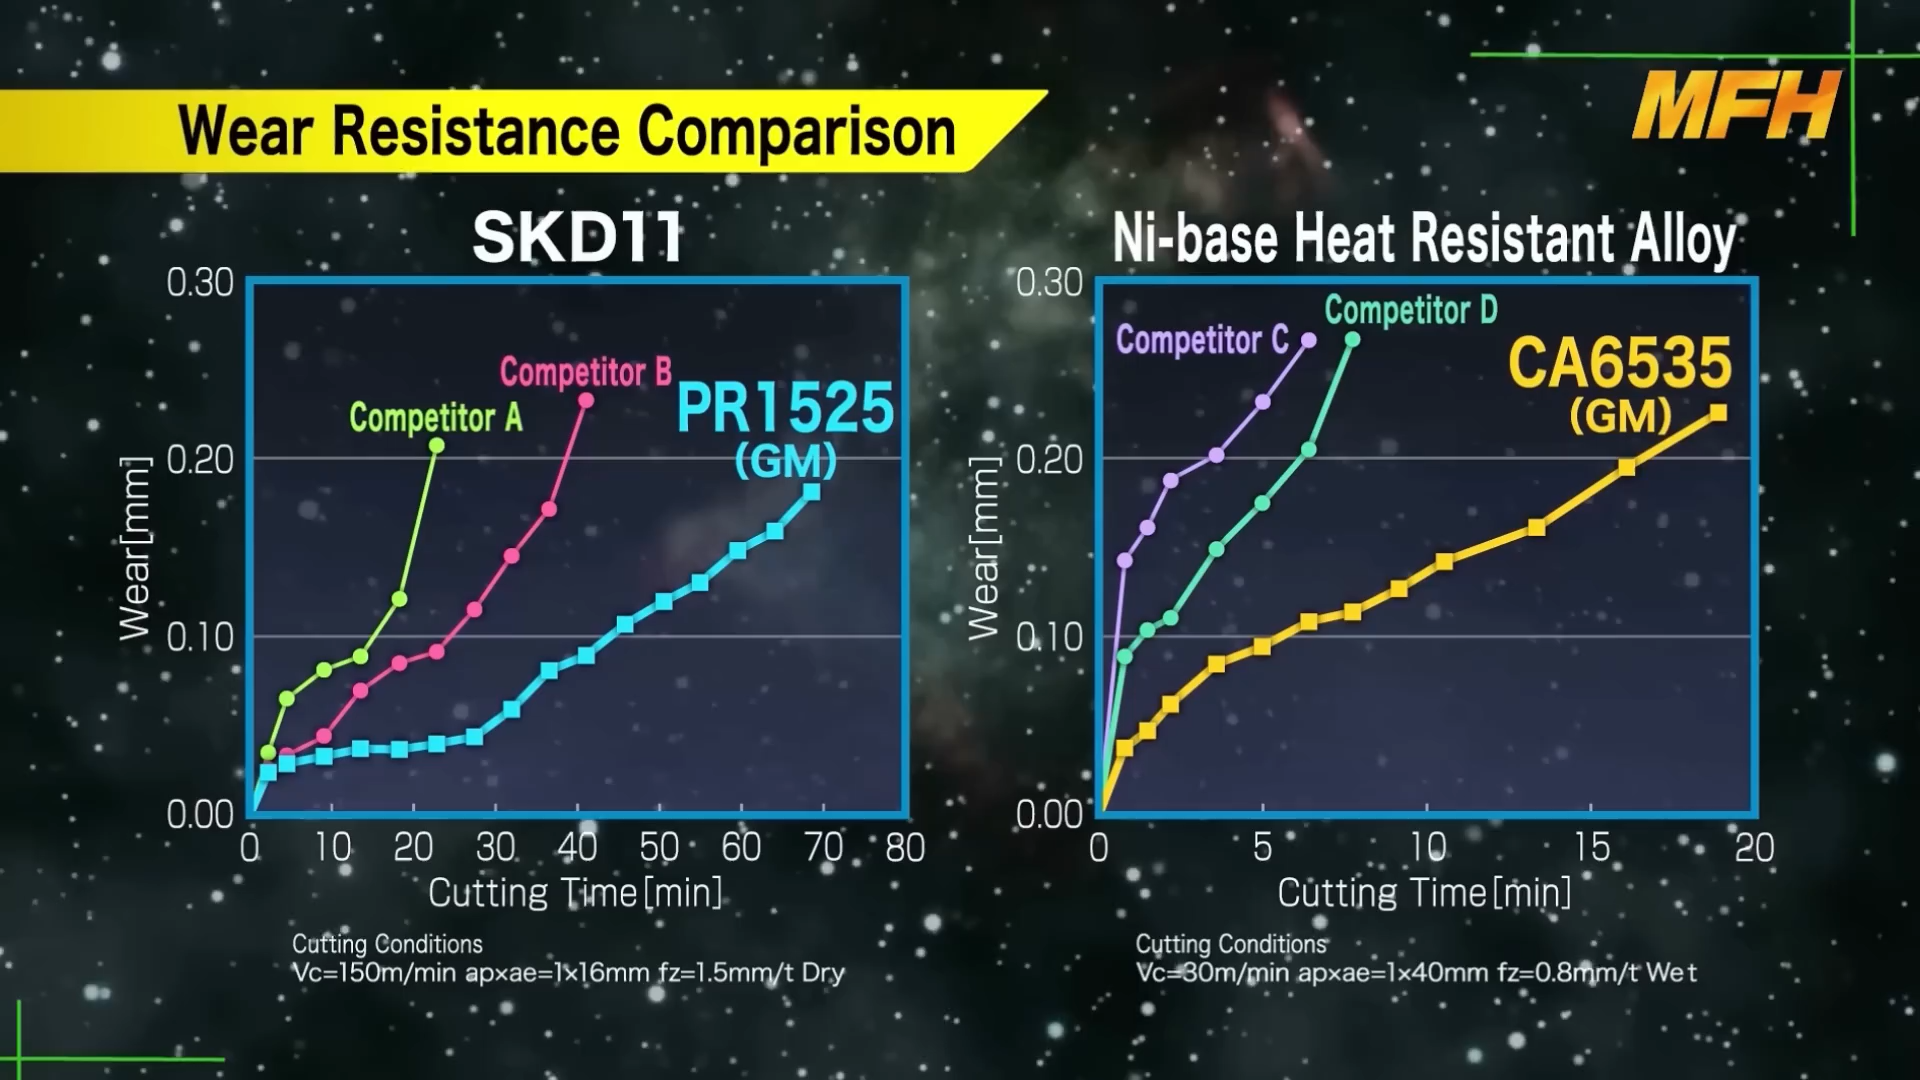 Wear Resistance Comparison
MFH
SKD11
0.30
0.20
0.10
0.00
Wear[mm]
Competitor A
Competitor B
PR1525
(GM)
0 10 20 30 40 50 60 70 80
Cutting Time[min]
Cutting Conditions
Vc=150m/min ap×ae=1×16mm fz=1.5mm/t Dry
Ni-base Heat Resistant Alloy
0.30
0.20
0.10
0.00
Wear[mm]
Competitor C
Competitor D
CA6535
(GM)
0 5 10 15 20
Cutting Time[min]
Cutting Conditions
Vc=30m/min ap×ae=1×40mm fz=0.8mm/t Wet